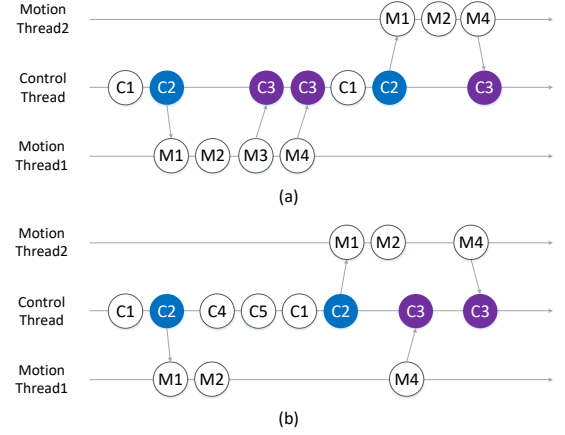 Motion
Thread2
M1 M2 M4
Control
Thread
C1 C2 C3 C3 C1 C2 C3
Motion
Thread1
M1 M2 M3 M4
(a)
Motion
Thread2
M1 M2 M4
Control
Thread
C1 C2 C4 C5 C1 C2 C3 C3
Motion
Thread1
M1 M2 M4
(b)